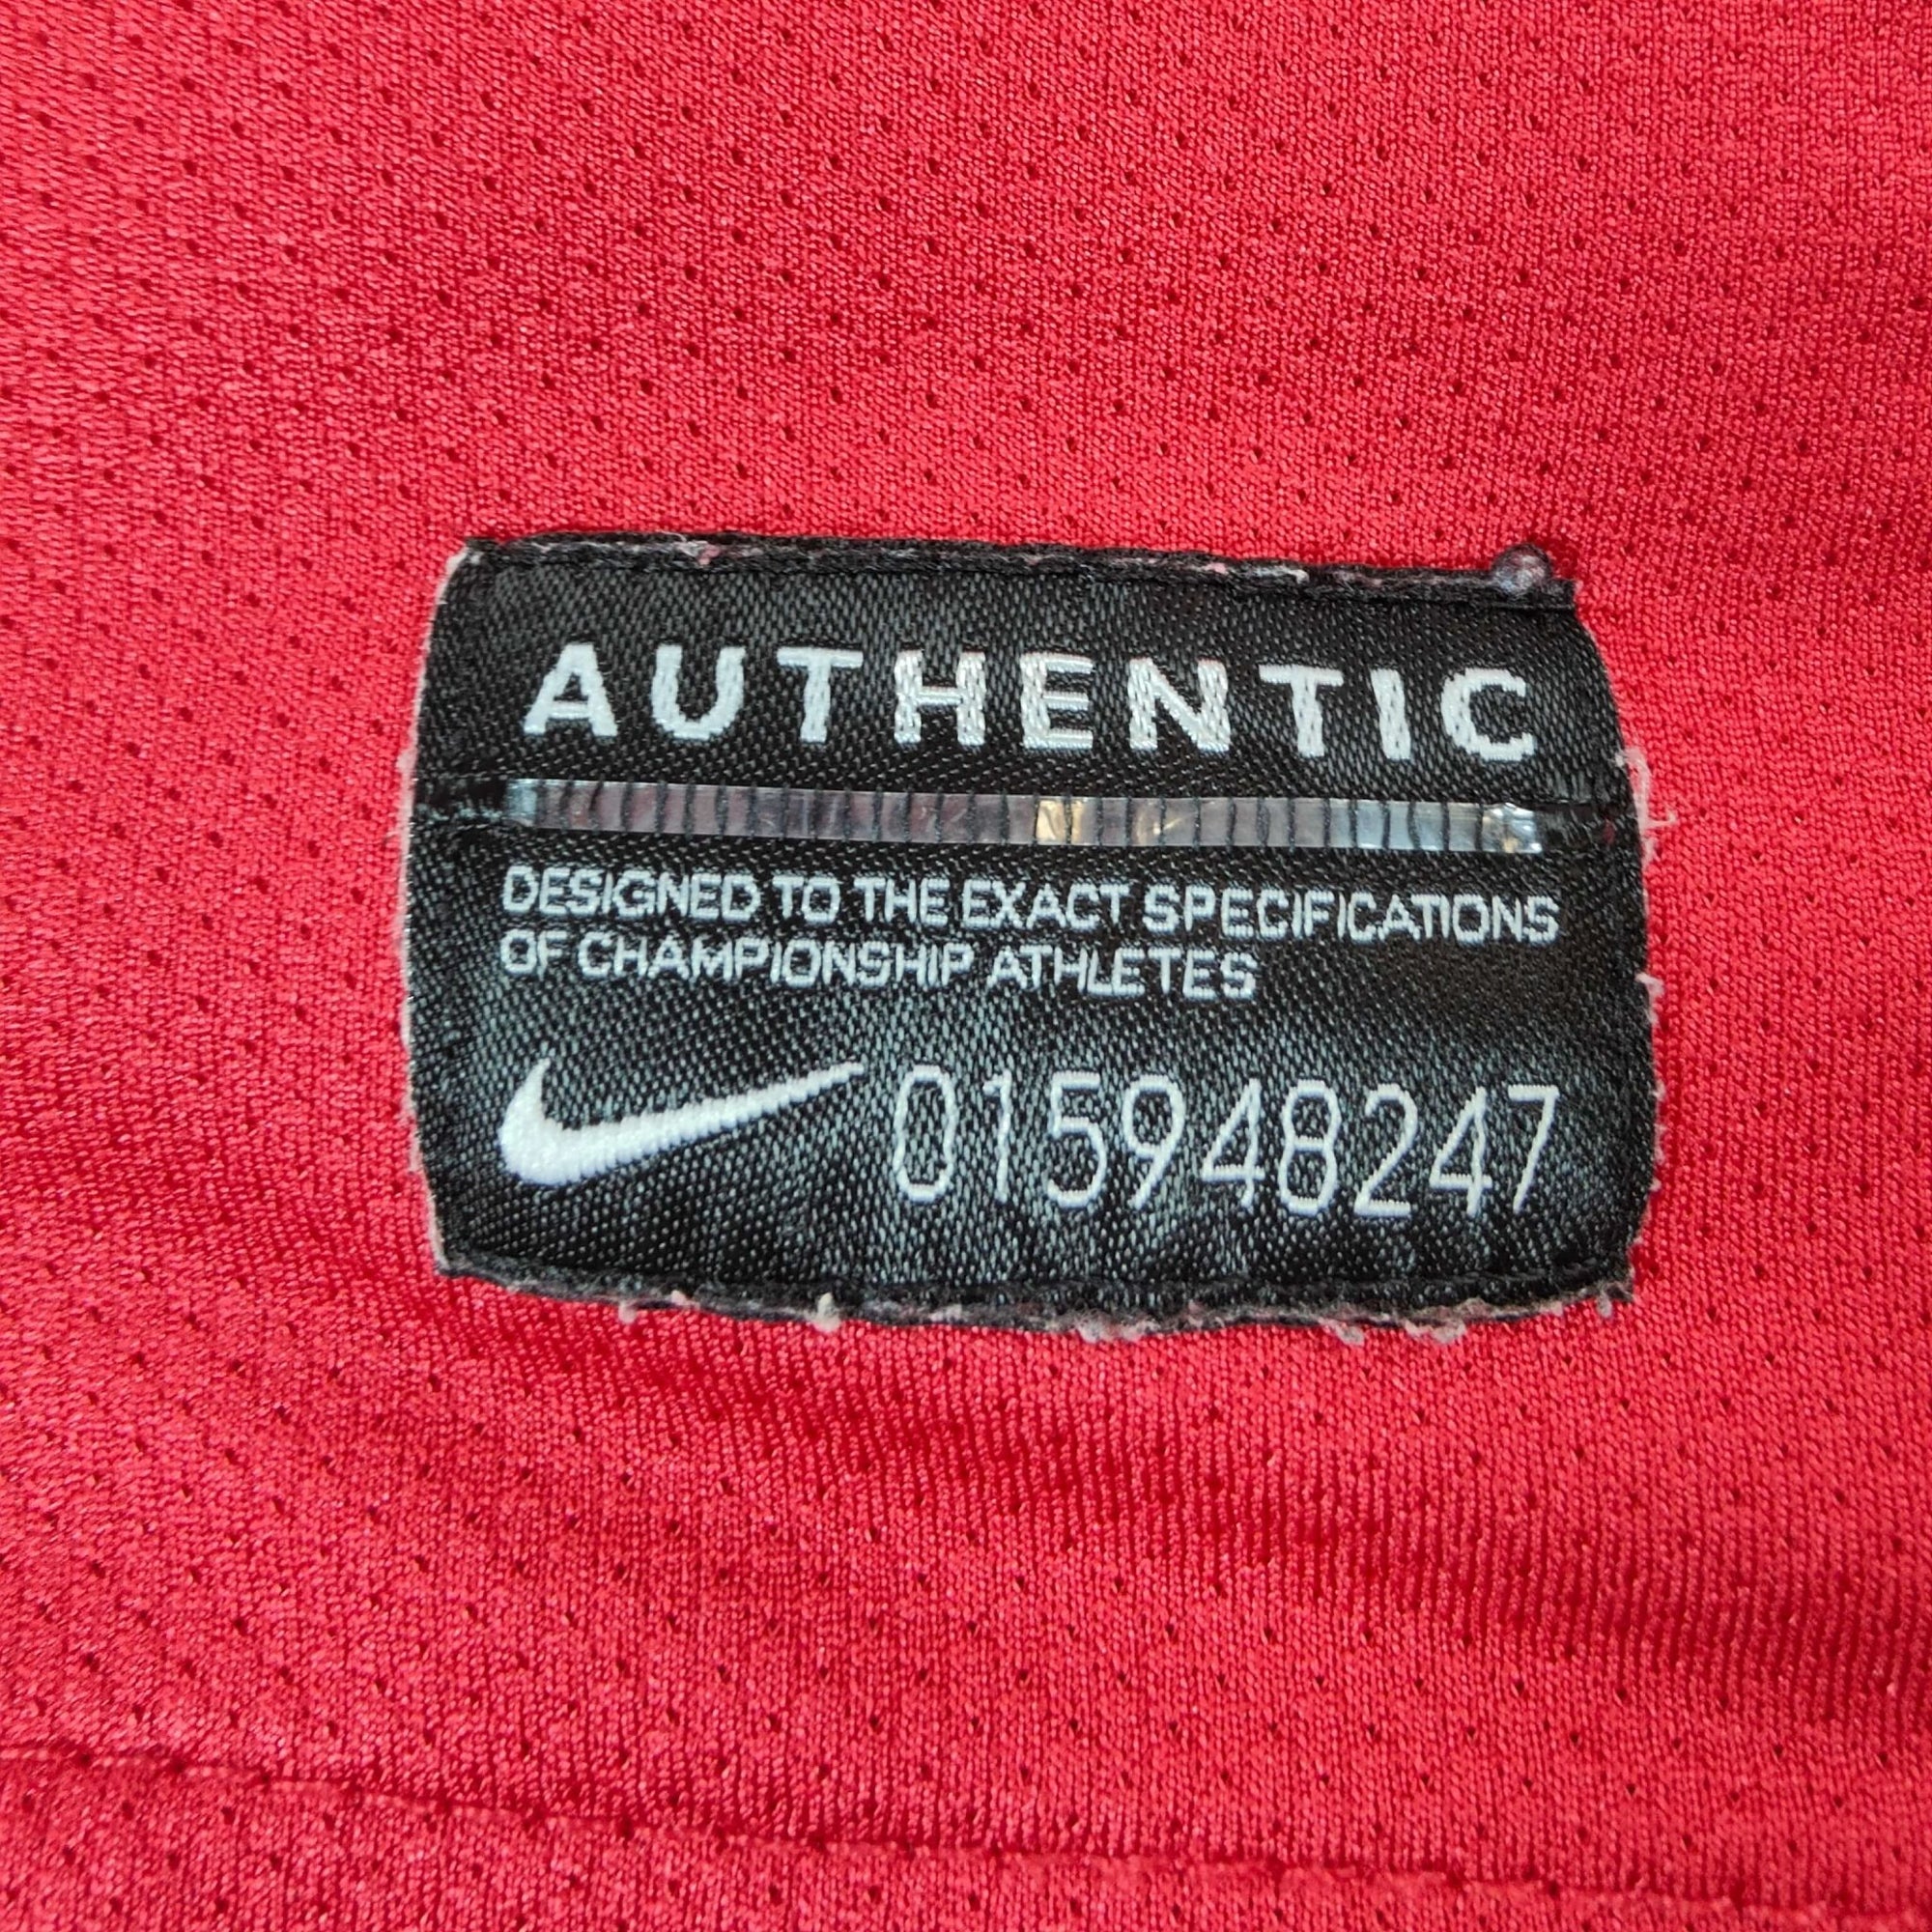 AUTHENTIC
DESIGNED TO THE EXACT SPECIFICATIONS
OF CHAMPIONSHIP ATHLETES
015948247